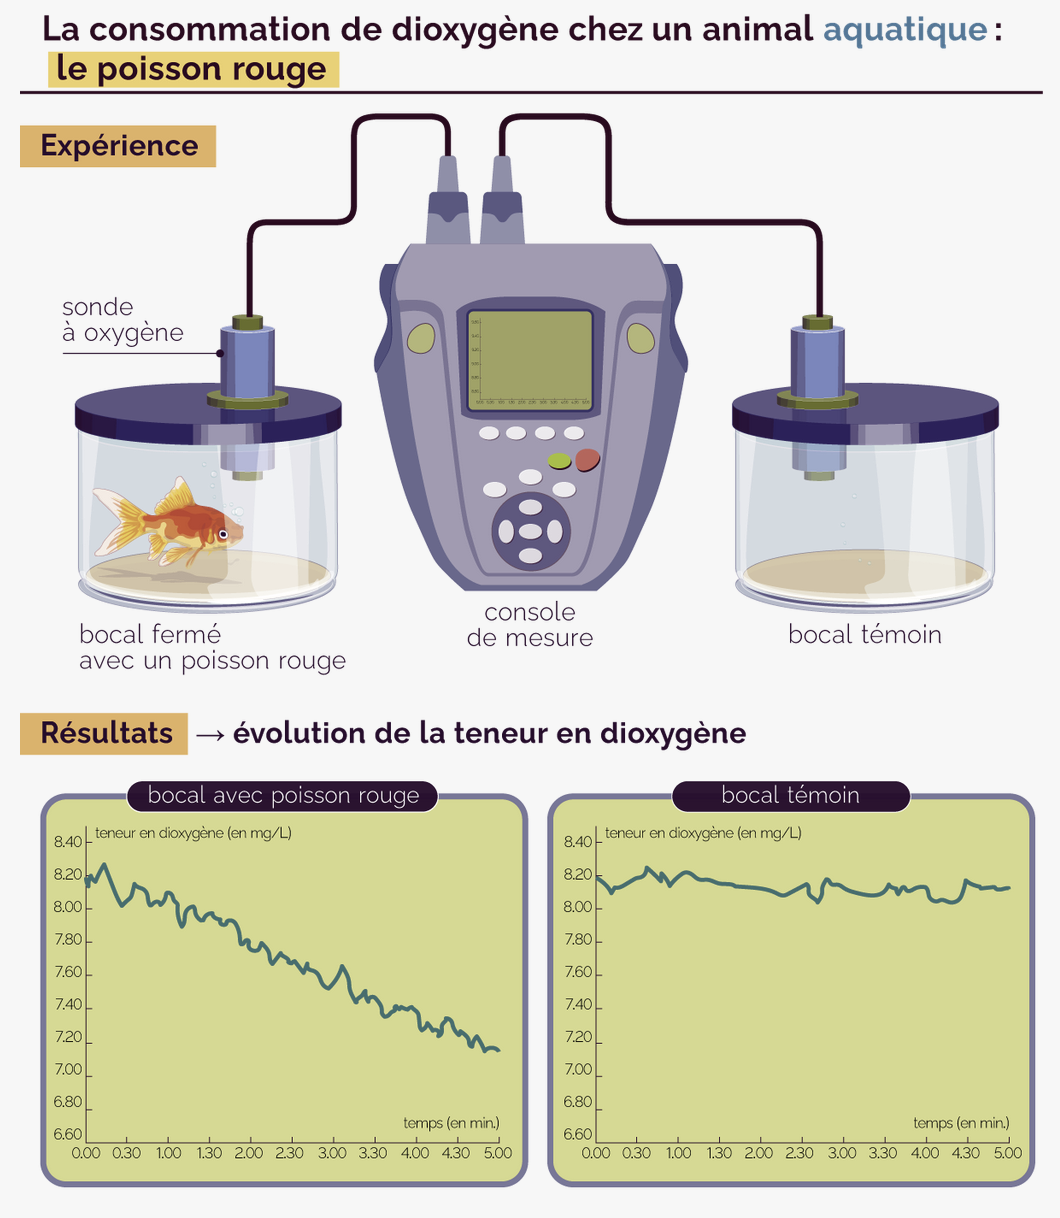 La consommation de dioxygène chez un animal aquatique :
le poisson rouge
Expérience
sonde
à oxygène
bocal fermé
avec un poisson rouge
console
de mesure
bocal témoin
Résultats → évolution de la teneur en dioxygène
bocal avec poisson rouge
teneur en dioxygène (en mg/L)
8.40
8.20
8.00
7.80
7.60
7.40
7.20
7.00
6.80
6.60
temps (en min.)
0.00 0.30 1.00 1.30 2.00 2.30 3.00 3.30 4.00 4.30 5.00
bocal témoin
teneur en dioxygène (en mg/L)
8.40
8.20
8.00
7.80
7.60
7.40
7.20
7.00
6.80
6.60
temps (en min.)
0.00 0.30 1.00 1.30 2.00 2.30 3.00 3.30 4.00 4.30 5.00